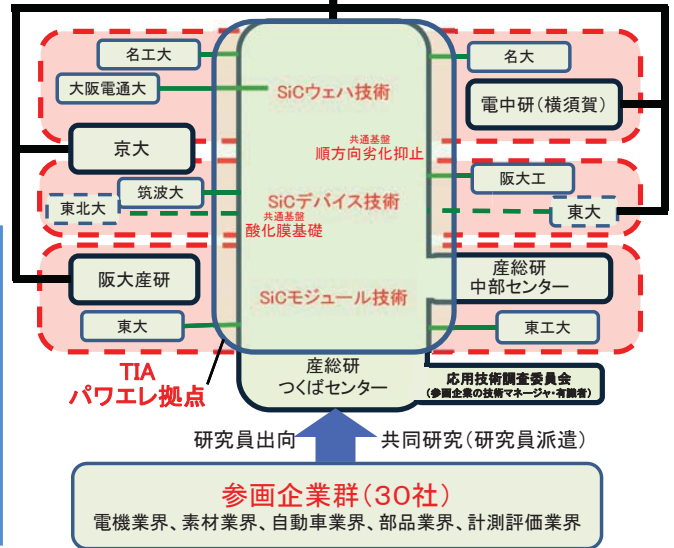 名工大
名大
大阪電通大
SiCウェハ技術
電中研(横須賀)
京大
共通基盤
順方向劣化抑止
阪大工
筑波大
東北大
SiCデバイス技術
東大
共通基盤
酸化膜基礎
阪大産研
産総研
中部センター
SiCモジュール技術
東大
東工大
TIA
パワエレ拠点
産総研
つくばセンター
応用技術調査委員会
(参画企業の技術マネージャ・有識者)
研究員出向
共同研究(研究員派遣)
参画企業群(30社)
電機業界、素材業界、自動車業界、部品業界、計測評価業界